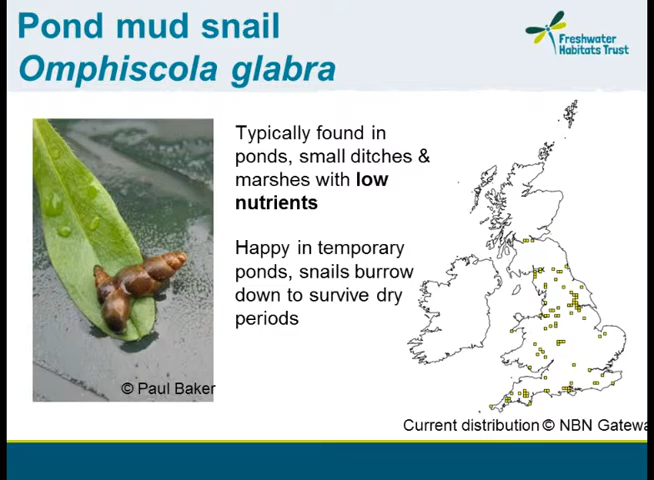 Pond mud snail
Omphiscola glabra
Freshwater
Habitats Trust
Typically found in
ponds, small ditches &
marshes with low
nutrients
Happy in temporary
ponds, snails burrow
down to survive dry
periods
© Paul Baker
Current distribution © NBN Gatewa